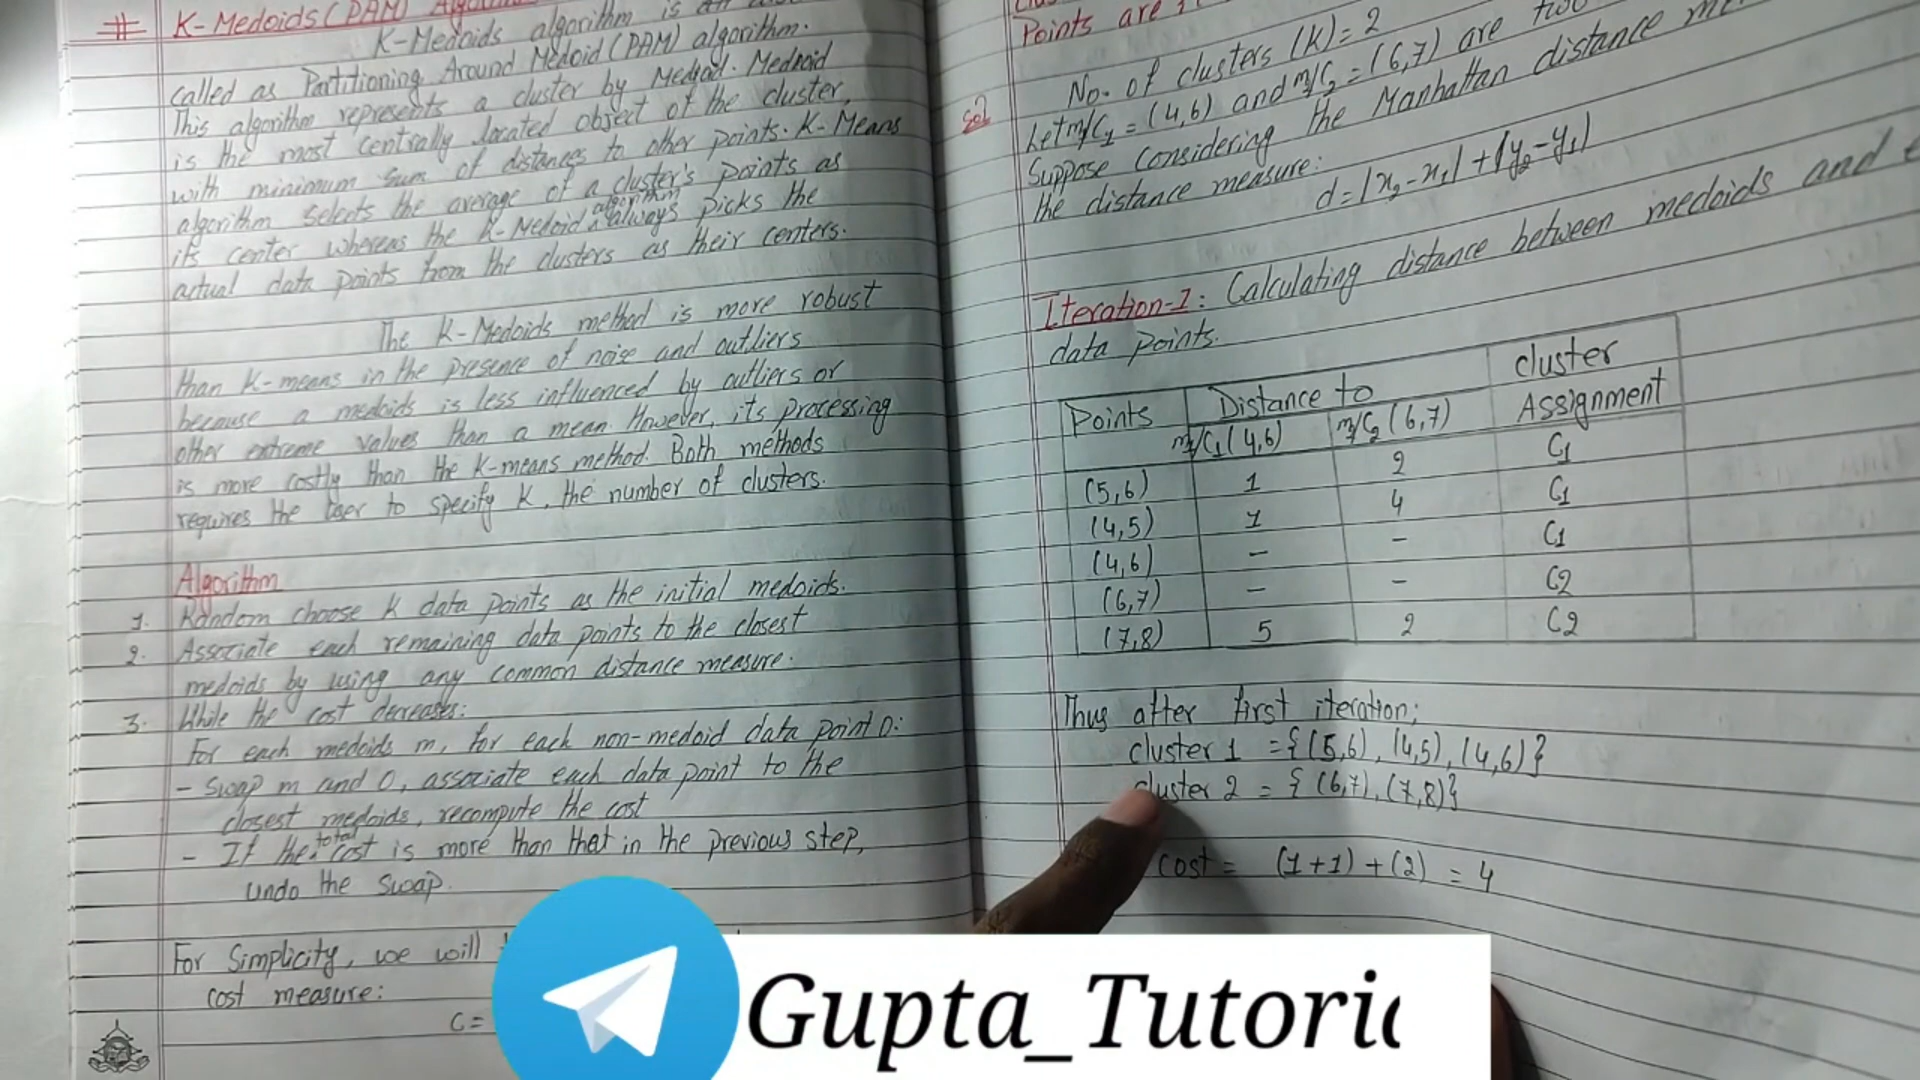 # K-Medoids (PAM) Algo
K-Medoids algorithm is an also
called as Partitioning Around Medoid (PAM) algorithm.
This algorithm represents a cluster by Medoid. Medoid
is the most centrally located object of the cluster,
with minimum sum of distances to other points. K-Means
algorithm selects the average of a cluster's points as
its center whereas the K-Medoid algorithm always picks the
actual data points from the clusters as their centers.
The K-Medoids method is more robust
than K-means in the presence of noise and outliers
because a medoids is less influenced by outliers or
other extreme values than a mean. However, its processing
is more costly than the K-means method. Both methods
requires the user to specify K, the number of clusters.
Algorithm
1. Random choose K data points as the initial medoids.
2. Associate each remaining data points to the closest
medoids by using any common distance measure.
3. While the cost decreases:
For each medoids m, for each non-medoid data point O:
- Swap m and O, associate each data point to the
closest medoids, recompute the cost
- If the total cost is more than that in the previous step,
undo the swap.
For Simplicity, we will
cost measure:
C=
Points are :
No. of clusters (K) = 2
Sol
Let m/C1 = (4,6) and m/C2 = (6,7) are two
Suppose considering the Manhattan distance me
the distance measure:
d = |x2-x1| + |y2-y1|
Iteration-1: Calculating distance between medoids and
data points.
Points Distance to cluster Assignment
m/C1 (4,6) m/C2 (6,7)
(5,6) 1 2 C1
(4,5) 1 4 C1
(4,6) - - C1
(6,7) - - C2
(7,8) 5 2 C2
Thus after first iteration;
cluster 1 = {(5,6), (4,5), (4,6)}
cluster 2 = {(6,7), (7,8)}
cost = (1+1) + (2) = 4
Gupta_Tutori